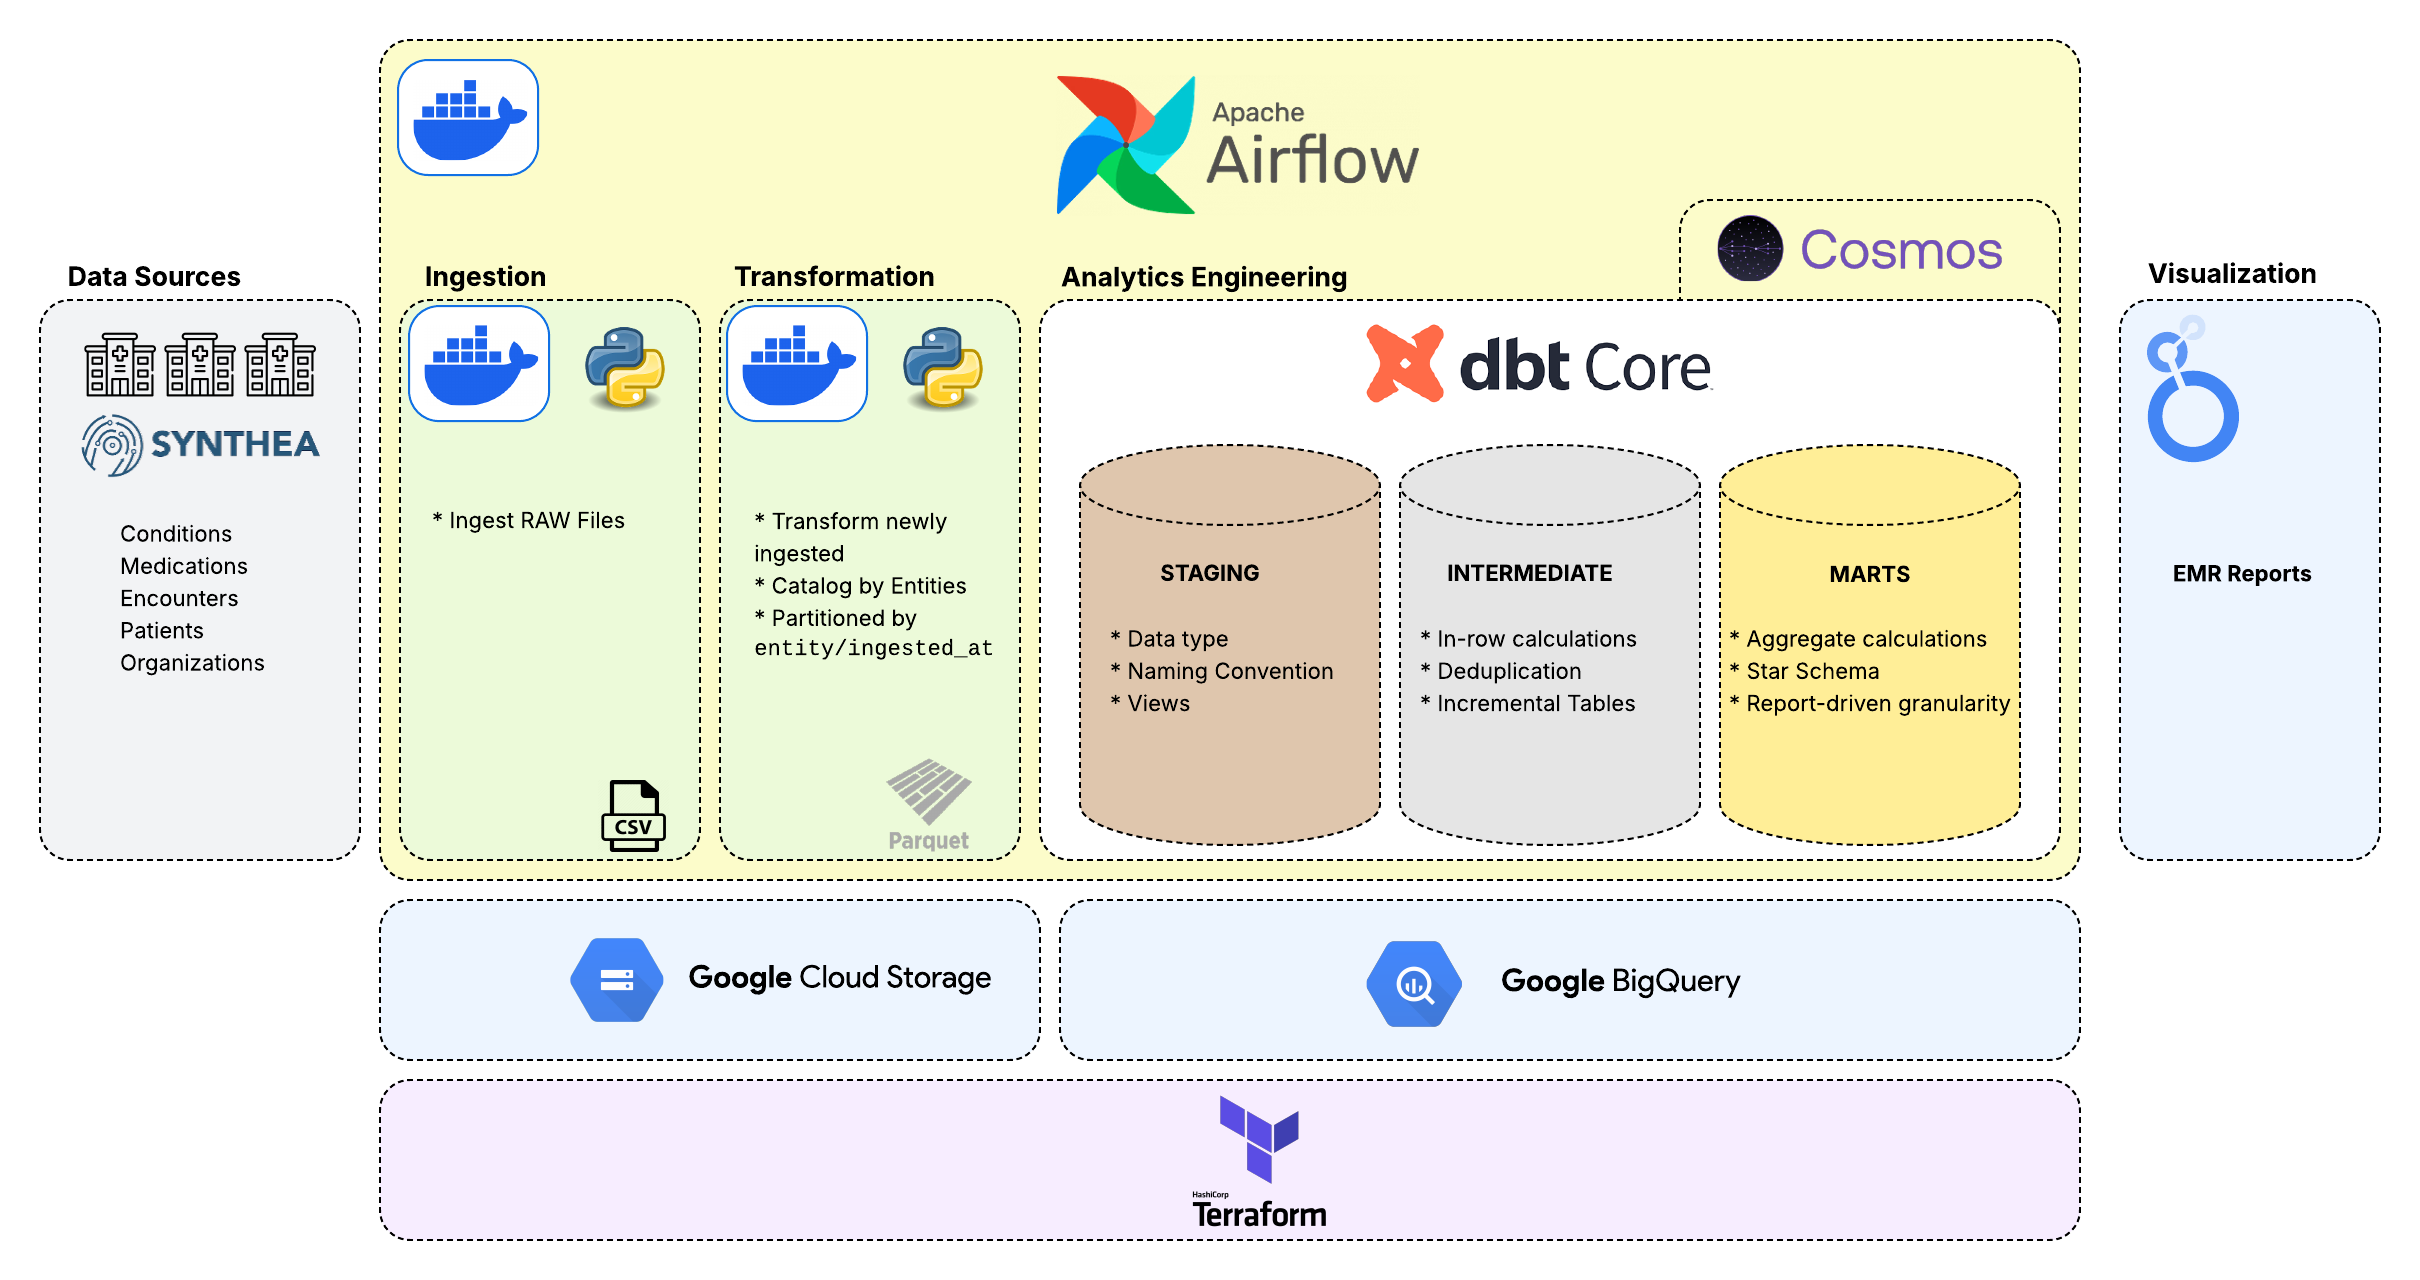 Apache
Airflow
Cosmos
Data Sources
Ingestion
Transformation
Analytics Engineering
Visualization
SYNTHEA
Conditions
Medications
Encounters
Patients
Organizations
* Ingest RAW Files
CSV
* Transform newly
ingested
* Catalog by Entities
* Partitioned by
entity/ingested_at
Parquet
dbt Core
STAGING
* Data type
* Naming Convention
* Views
INTERMEDIATE
* In-row calculations
* Deduplication
* Incremental Tables
MARTS
* Aggregate calculations
* Star Schema
* Report-driven granularity
EMR Reports
Google Cloud Storage
Google BigQuery
HashiCorp
Terraform